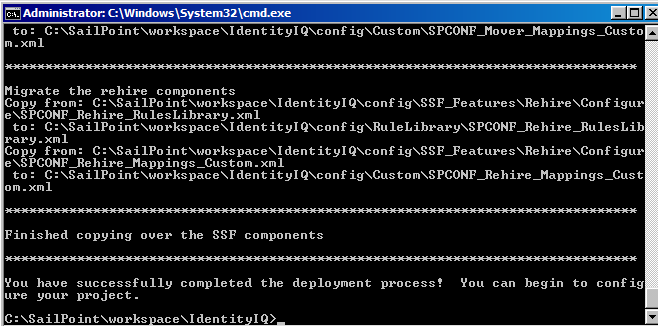 Administrator: C:\Windows\System32\cmd.exe
to: C:\SailPoint\workspace\IdentityIQ\config\Custom\SPCONF_Mover_Mappings_Custo
m.xml
*******************************************************************************
Migrate the rehire components
Copy from: C:\SailPoint\workspace\IdentityIQ\config\SSF_Features\Rehire\Configur
e\SPCONF_Rehire_RulesLibrary.xml
to: C:\SailPoint\workspace\IdentityIQ\config\RuleLibrary\SPCONF_Rehire_RulesLib
rary.xml
Copy from: C:\SailPoint\workspace\IdentityIQ\config\SSF_Features\Rehire\Configur
e\SPCONF_Rehire_Mappings_Custom.xml
to: C:\SailPoint\workspace\IdentityIQ\config\Custom\SPCONF_Rehire_Mappings_Cust
om.xml
*******************************************************************************
Finished copying over the SSF components
*******************************************************************************
You have successfully completed the deployment process!  You can begin to config
ure your project.
C:\SailPoint\workspace\IdentityIQ>_